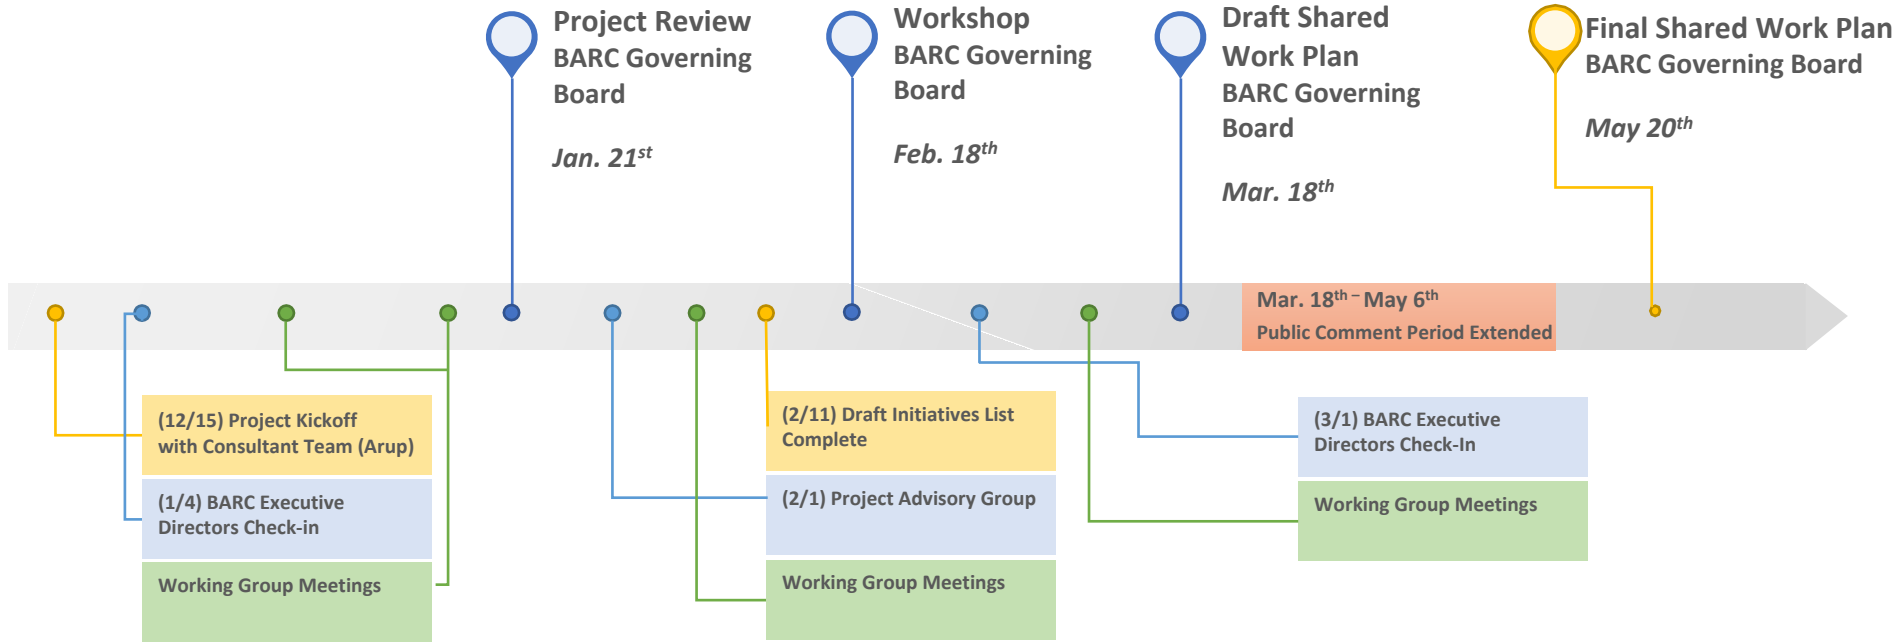 Project Review
BARC Governing
Board
Jan. 21st
Workshop
BARC Governing
Board
Feb. 18th
Draft Shared
Work Plan
BARC Governing
Board
Mar. 18th
Final Shared Work Plan
BARC Governing Board
May 20th
Mar. 18th – May 6th
Public Comment Period Extended
(12/15) Project Kickoff
with Consultant Team (Arup)
(1/4) BARC Executive
Directors Check-in
Working Group Meetings
(2/11) Draft Initiatives List
Complete
(2/1) Project Advisory Group
Working Group Meetings
(3/1) BARC Executive
Directors Check-In
Working Group Meetings